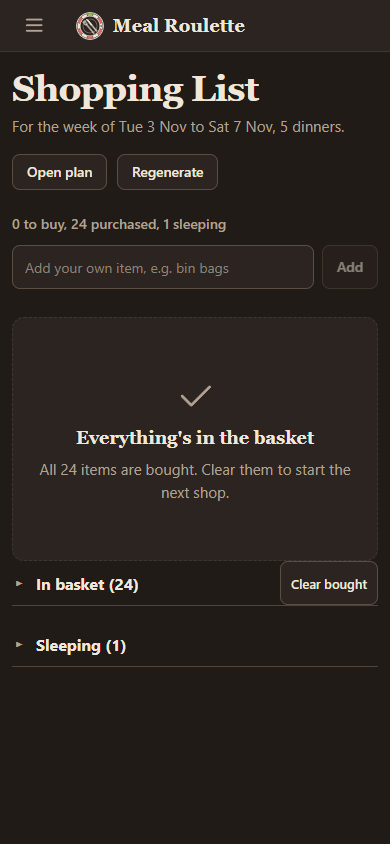 Meal Roulette
Shopping List
For the week of Tue 3 Nov to Sat 7 Nov, 5 dinners.
Open plan
Regenerate
0 to buy, 24 purchased, 1 sleeping
Add your own item, e.g. bin bags
Add
Everything's in the basket
All 24 items are bought. Clear them to start the
next shop.
In basket (24)
Clear bought
Sleeping (1)